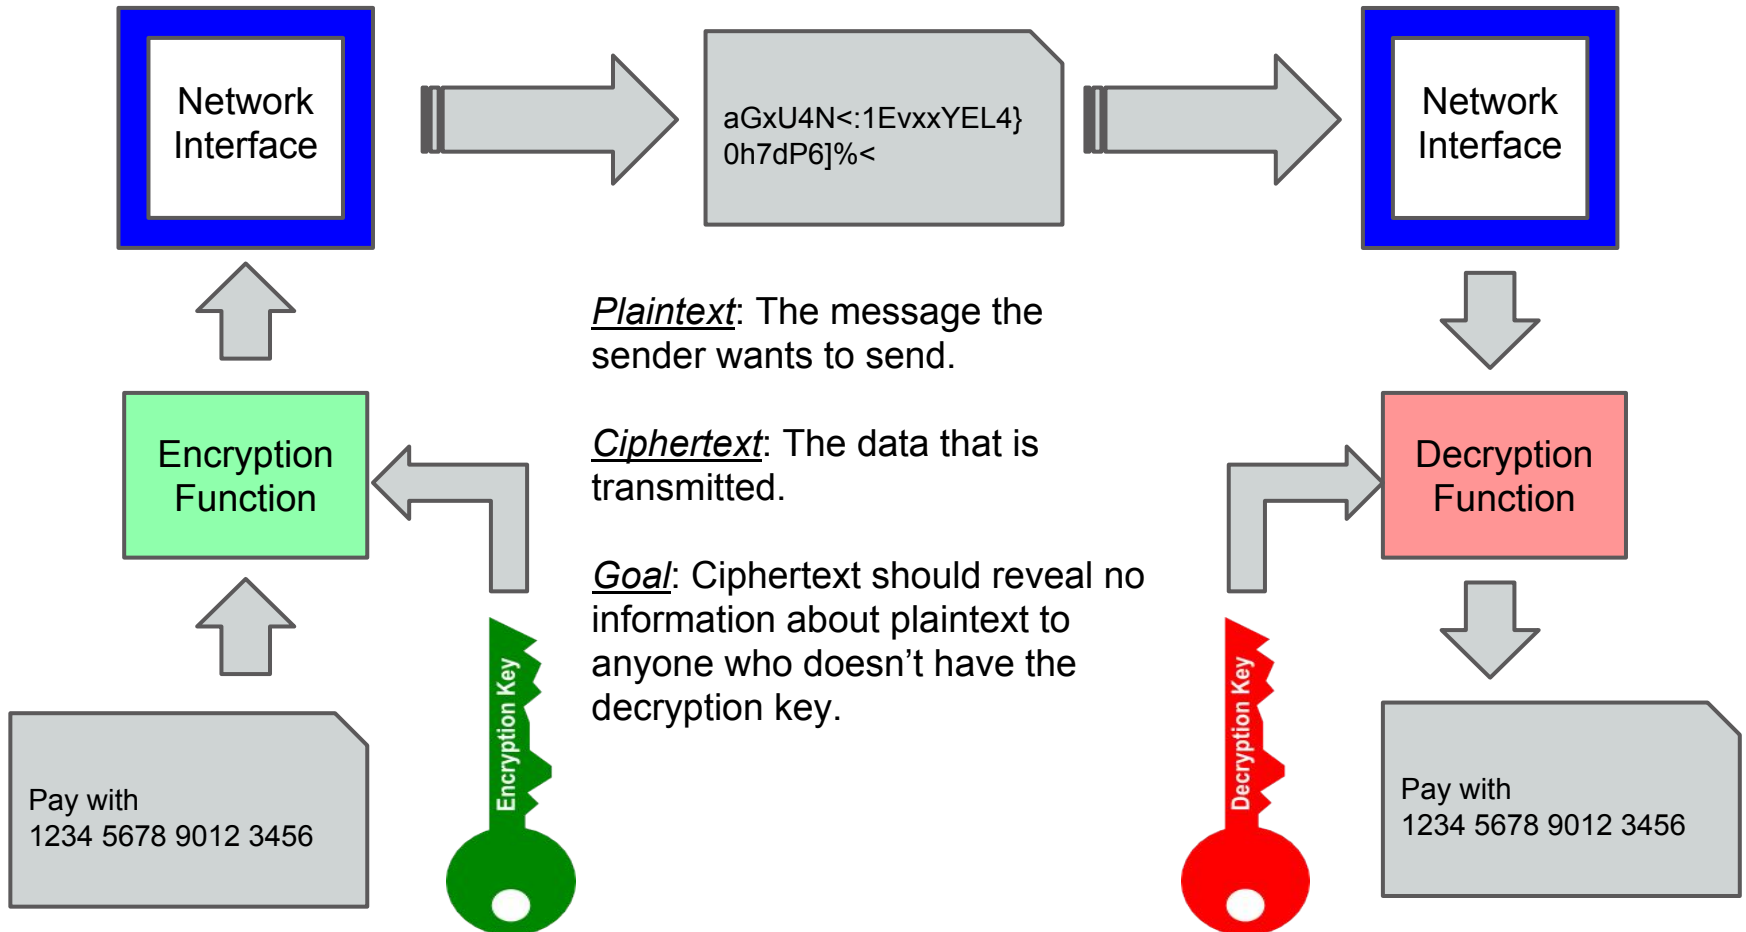 Network
Interface
aGxU4N<:1EvxxYEL4}
0h7dP6]%<
Network
Interface
Plaintext: The message the
sender wants to send.
Ciphertext: The data that is
transmitted.
Goal: Ciphertext should reveal no
information about plaintext to
anyone who doesn’t have the
decryption key.
Encryption
Function
Decryption
Function
Encryption Key
Decryption Key
Pay with
1234 5678 9012 3456
Pay with
1234 5678 9012 3456